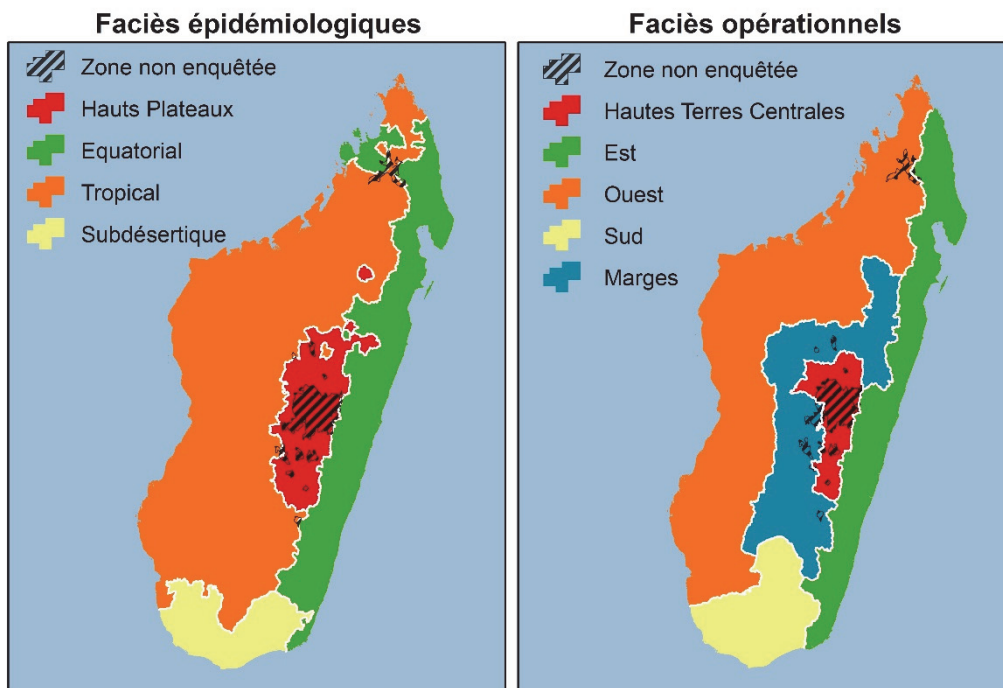 Faciès épidémiologiques
Zone non enquêtée
Hauts Plateaux
Equatorial
Tropical
Subdésertique
Faciès opérationnels
Zone non enquêtée
Hautes Terres Centrales
Est
Ouest
Sud
Marges